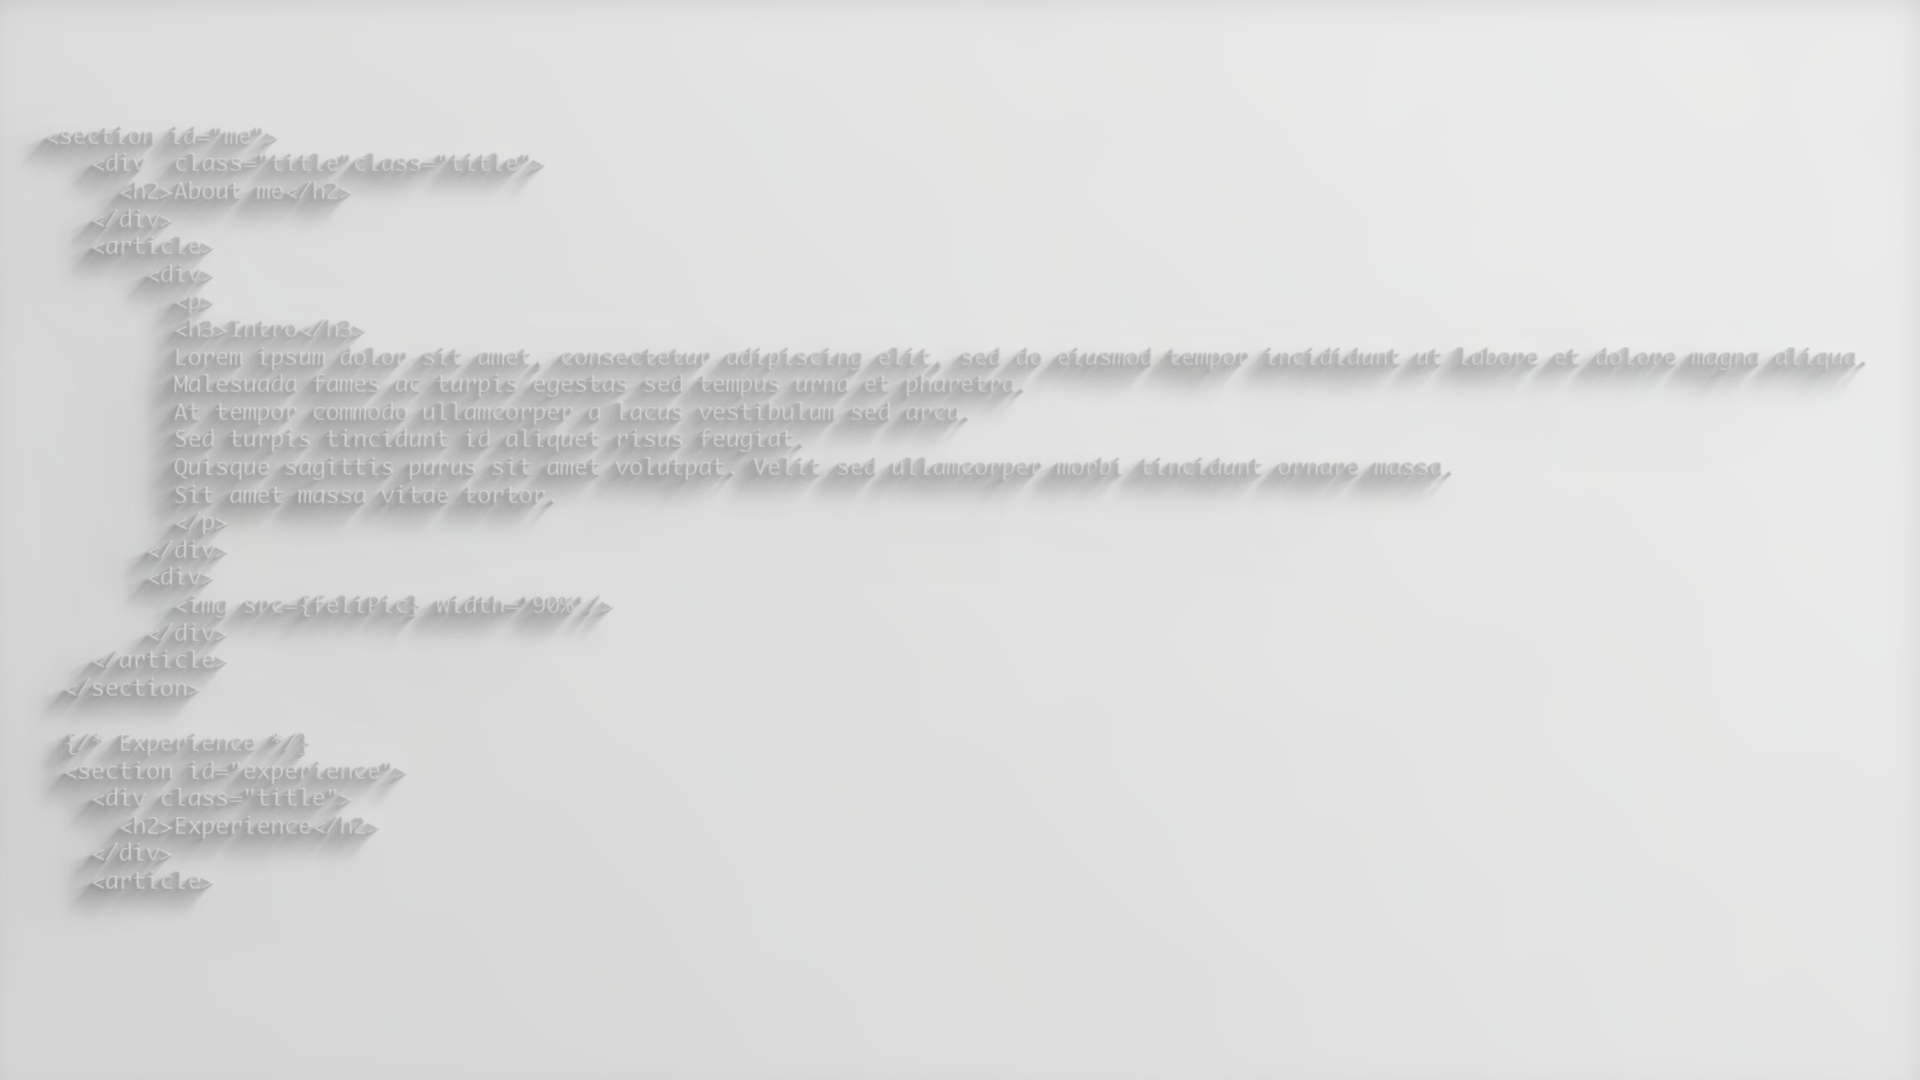 <section id="me">
<div  class="title"class="title">
<h2>About me</h2>
</div>
<article>
<div>
<p>
<h3>Intro</h3>
Lorem ipsum dolor sit amet, consectetur adipiscing elit, sed do eiusmod tempor incididunt ut labore et dolore magna aliqua.
Malesuada fames ac turpis egestas sed tempus urna et pharetra.
At tempor commodo ullamcorper a lacus vestibulum sed arcu.
Sed turpis tincidunt id aliquet risus feugiat.
Quisque sagittis purus sit amet volutpat. Velit sed ullamcorper morbi tincidunt ornare massa.
Sit amet massa vitae tortor.
</p>
</div>
<div>
<img src={feliPic} width='90%'/>
</div>
</article>
</section>
{/* Experience */}
<section id="experience">
<div class="title">
<h2>Experience</h2>
</div>
<article>